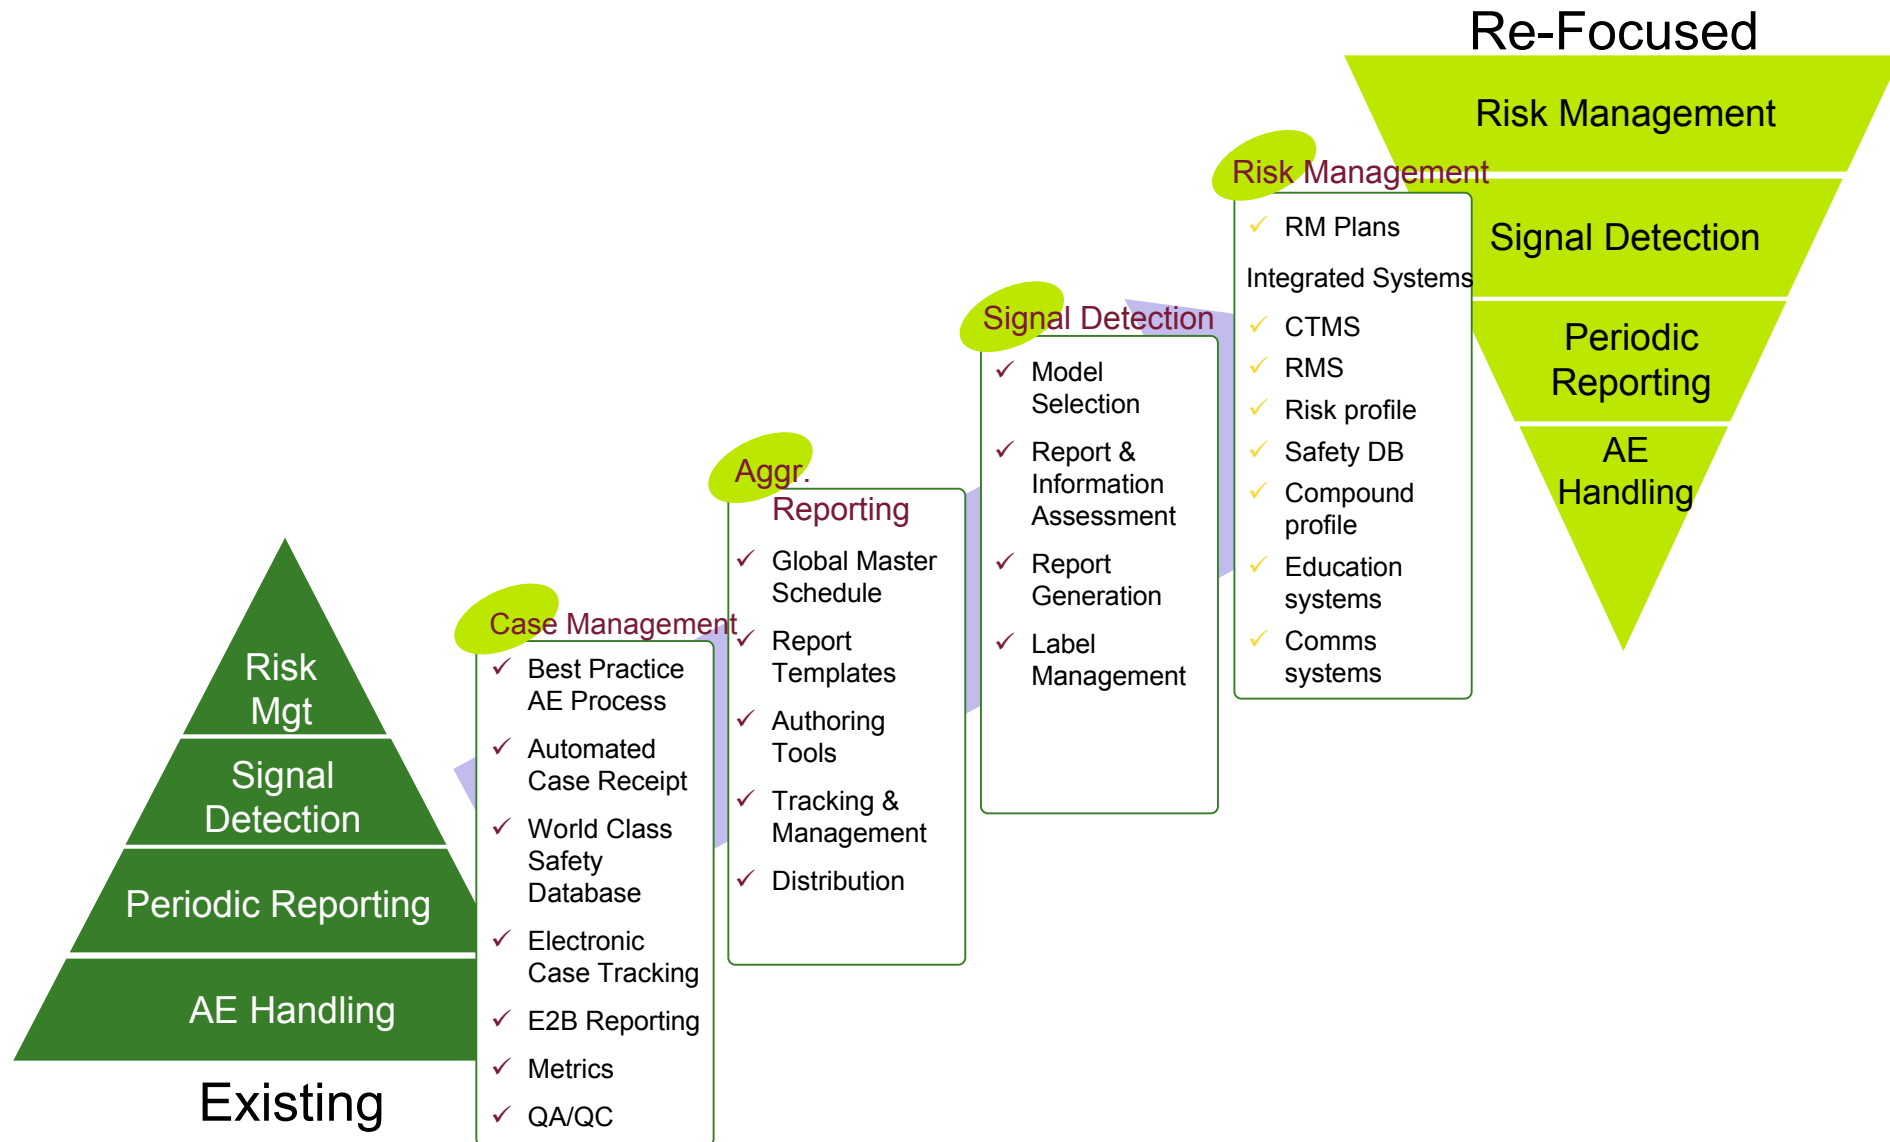 Re-Focused
Risk Management
Signal Detection
Periodic
Reporting
AE
Handling
Risk Management
RM Plans
Integrated Systems
CTMS
RMS
Risk profile
Safety DB
Compound
profile
Education
systems
Comms
systems
Signal Detection
Model
Selection
Report &
Information
Assessment
Report
Generation
Label
Management
Aggr.
Reporting
Global Master
Schedule
Report
Templates
Authoring
Tools
Tracking &
Management
Distribution
Case Management
Best Practice
AE Process
Automated
Case Receipt
World Class
Safety
Database
Electronic
Case Tracking
E2B Reporting
Metrics
QA/QC
Risk
Mgt
Signal
Detection
Periodic Reporting
AE Handling
Existing